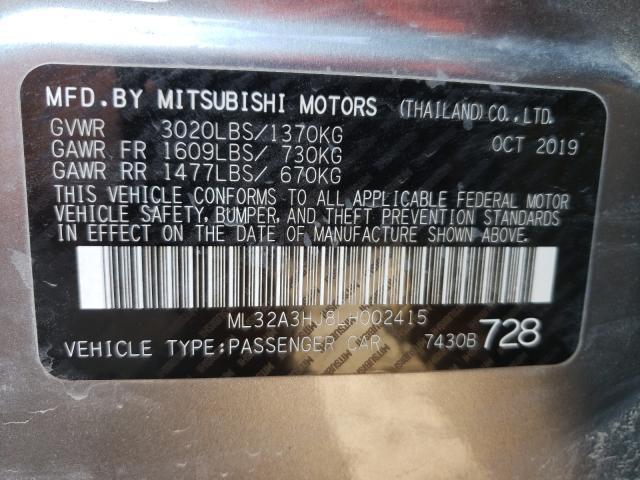 MFD.BY MITSUBISHI MOTORS (THAILAND)CO.,LTD.
GVWR 3020LBS/1370KG OCT 2019
GAWR FR 1609LBS/ 730KG
GAWR RR 1477LBS/ 670KG
THIS VEHICLE CONFORMS TO ALL APPLICABLE FEDERAL MOTOR
VEHICLE SAFETY, BUMPER, AND THEFT PREVENTION STANDARDS
IN EFFECT ON THE DATE OF MANUFACTURE SHOWN ABOVE.
ML32A3HJ8LH002415
VEHICLE TYPE:PASSENGER CAR 7430B 728